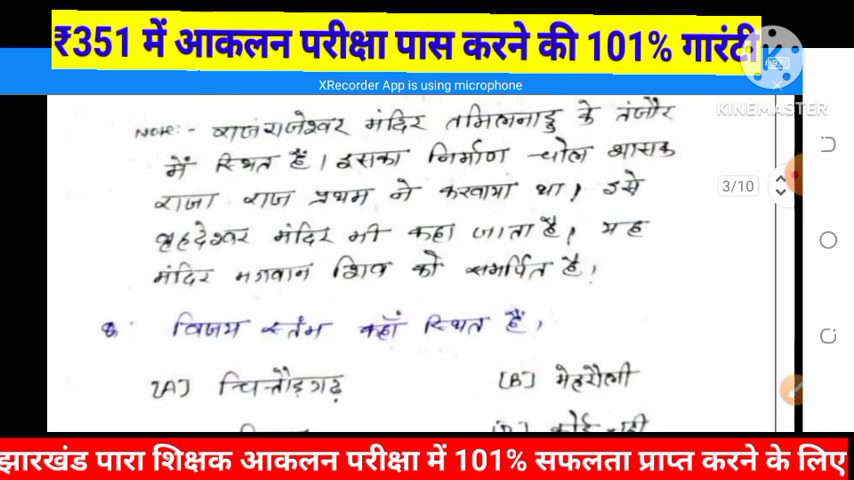 ₹351 में आकलन परीक्षा पास करने की 101% गारंटी
XRecorder App is using microphone
KINEMASTER
Note:- राजराजेश्वर मंदिर तमिलनाडु के तंजौर
में स्थित हैं। इसका निर्माण चोल शासक
राजा राज प्रथम ने करवाया था। इसे
3/10
वृहदेश्वर मंदिर भी कहा जाता है। यह
मंदिर भगवान शिव को समर्पित है।
विजय स्तंभ कहाँ स्थित हैं,
[A] चित्तौड़गढ़ [B] मेहरौली
झारखंड पारा शिक्षक आकलन परीक्षा में 101% सफलता प्राप्त करने के लिए